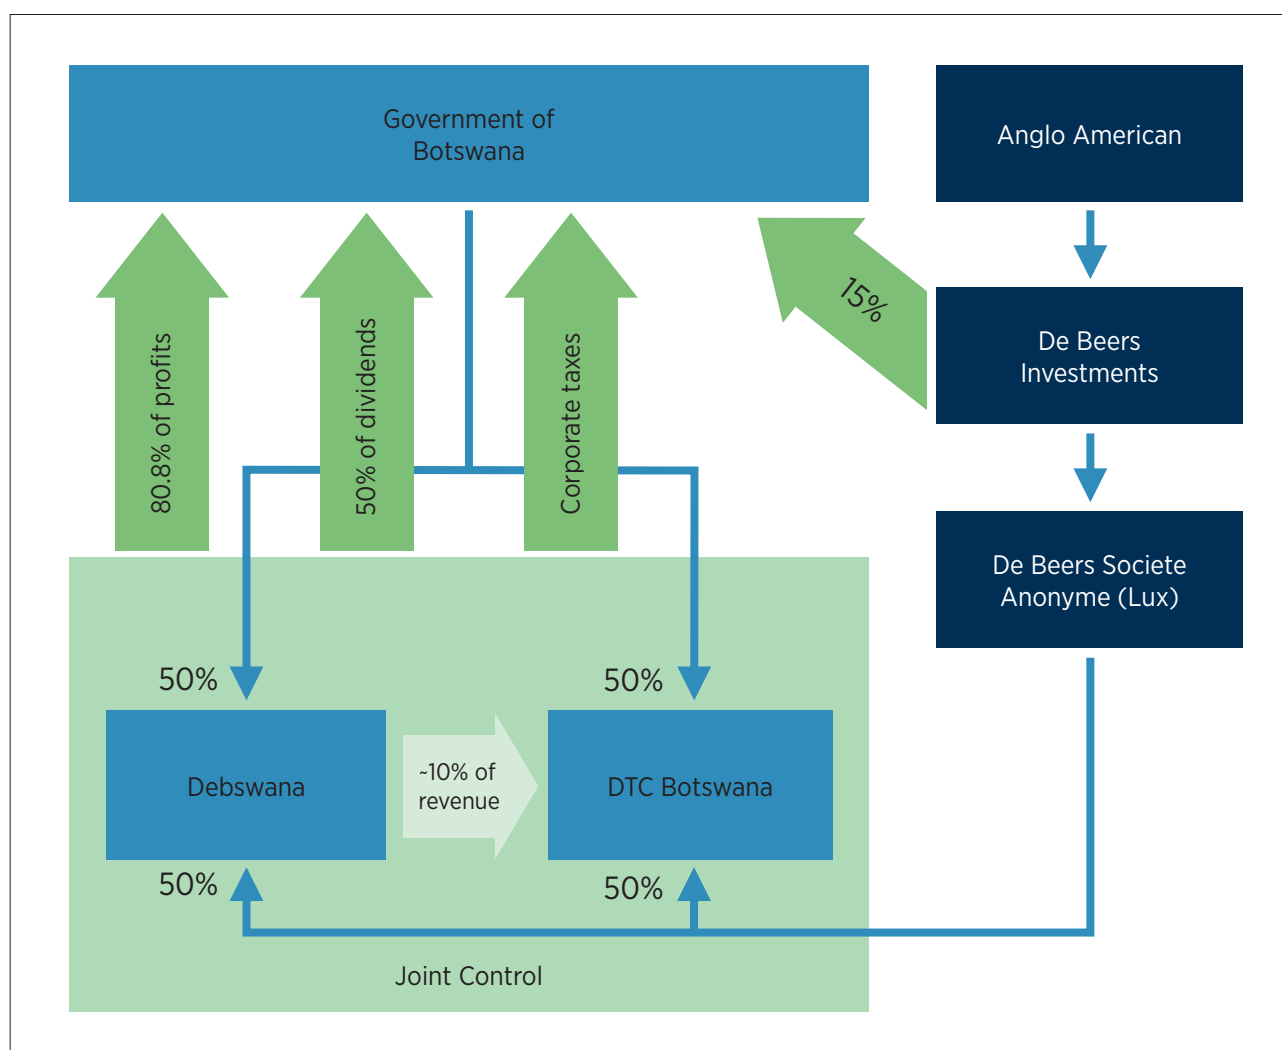 Government of
Botswana
Anglo American
80.8% of profits
50% of dividends
Corporate taxes
15%
De Beers
Investments
De Beers Societe
Anonyme (Lux)
50%
50%
Debswana
~10% of
revenue
DTC Botswana
50%
50%
Joint Control